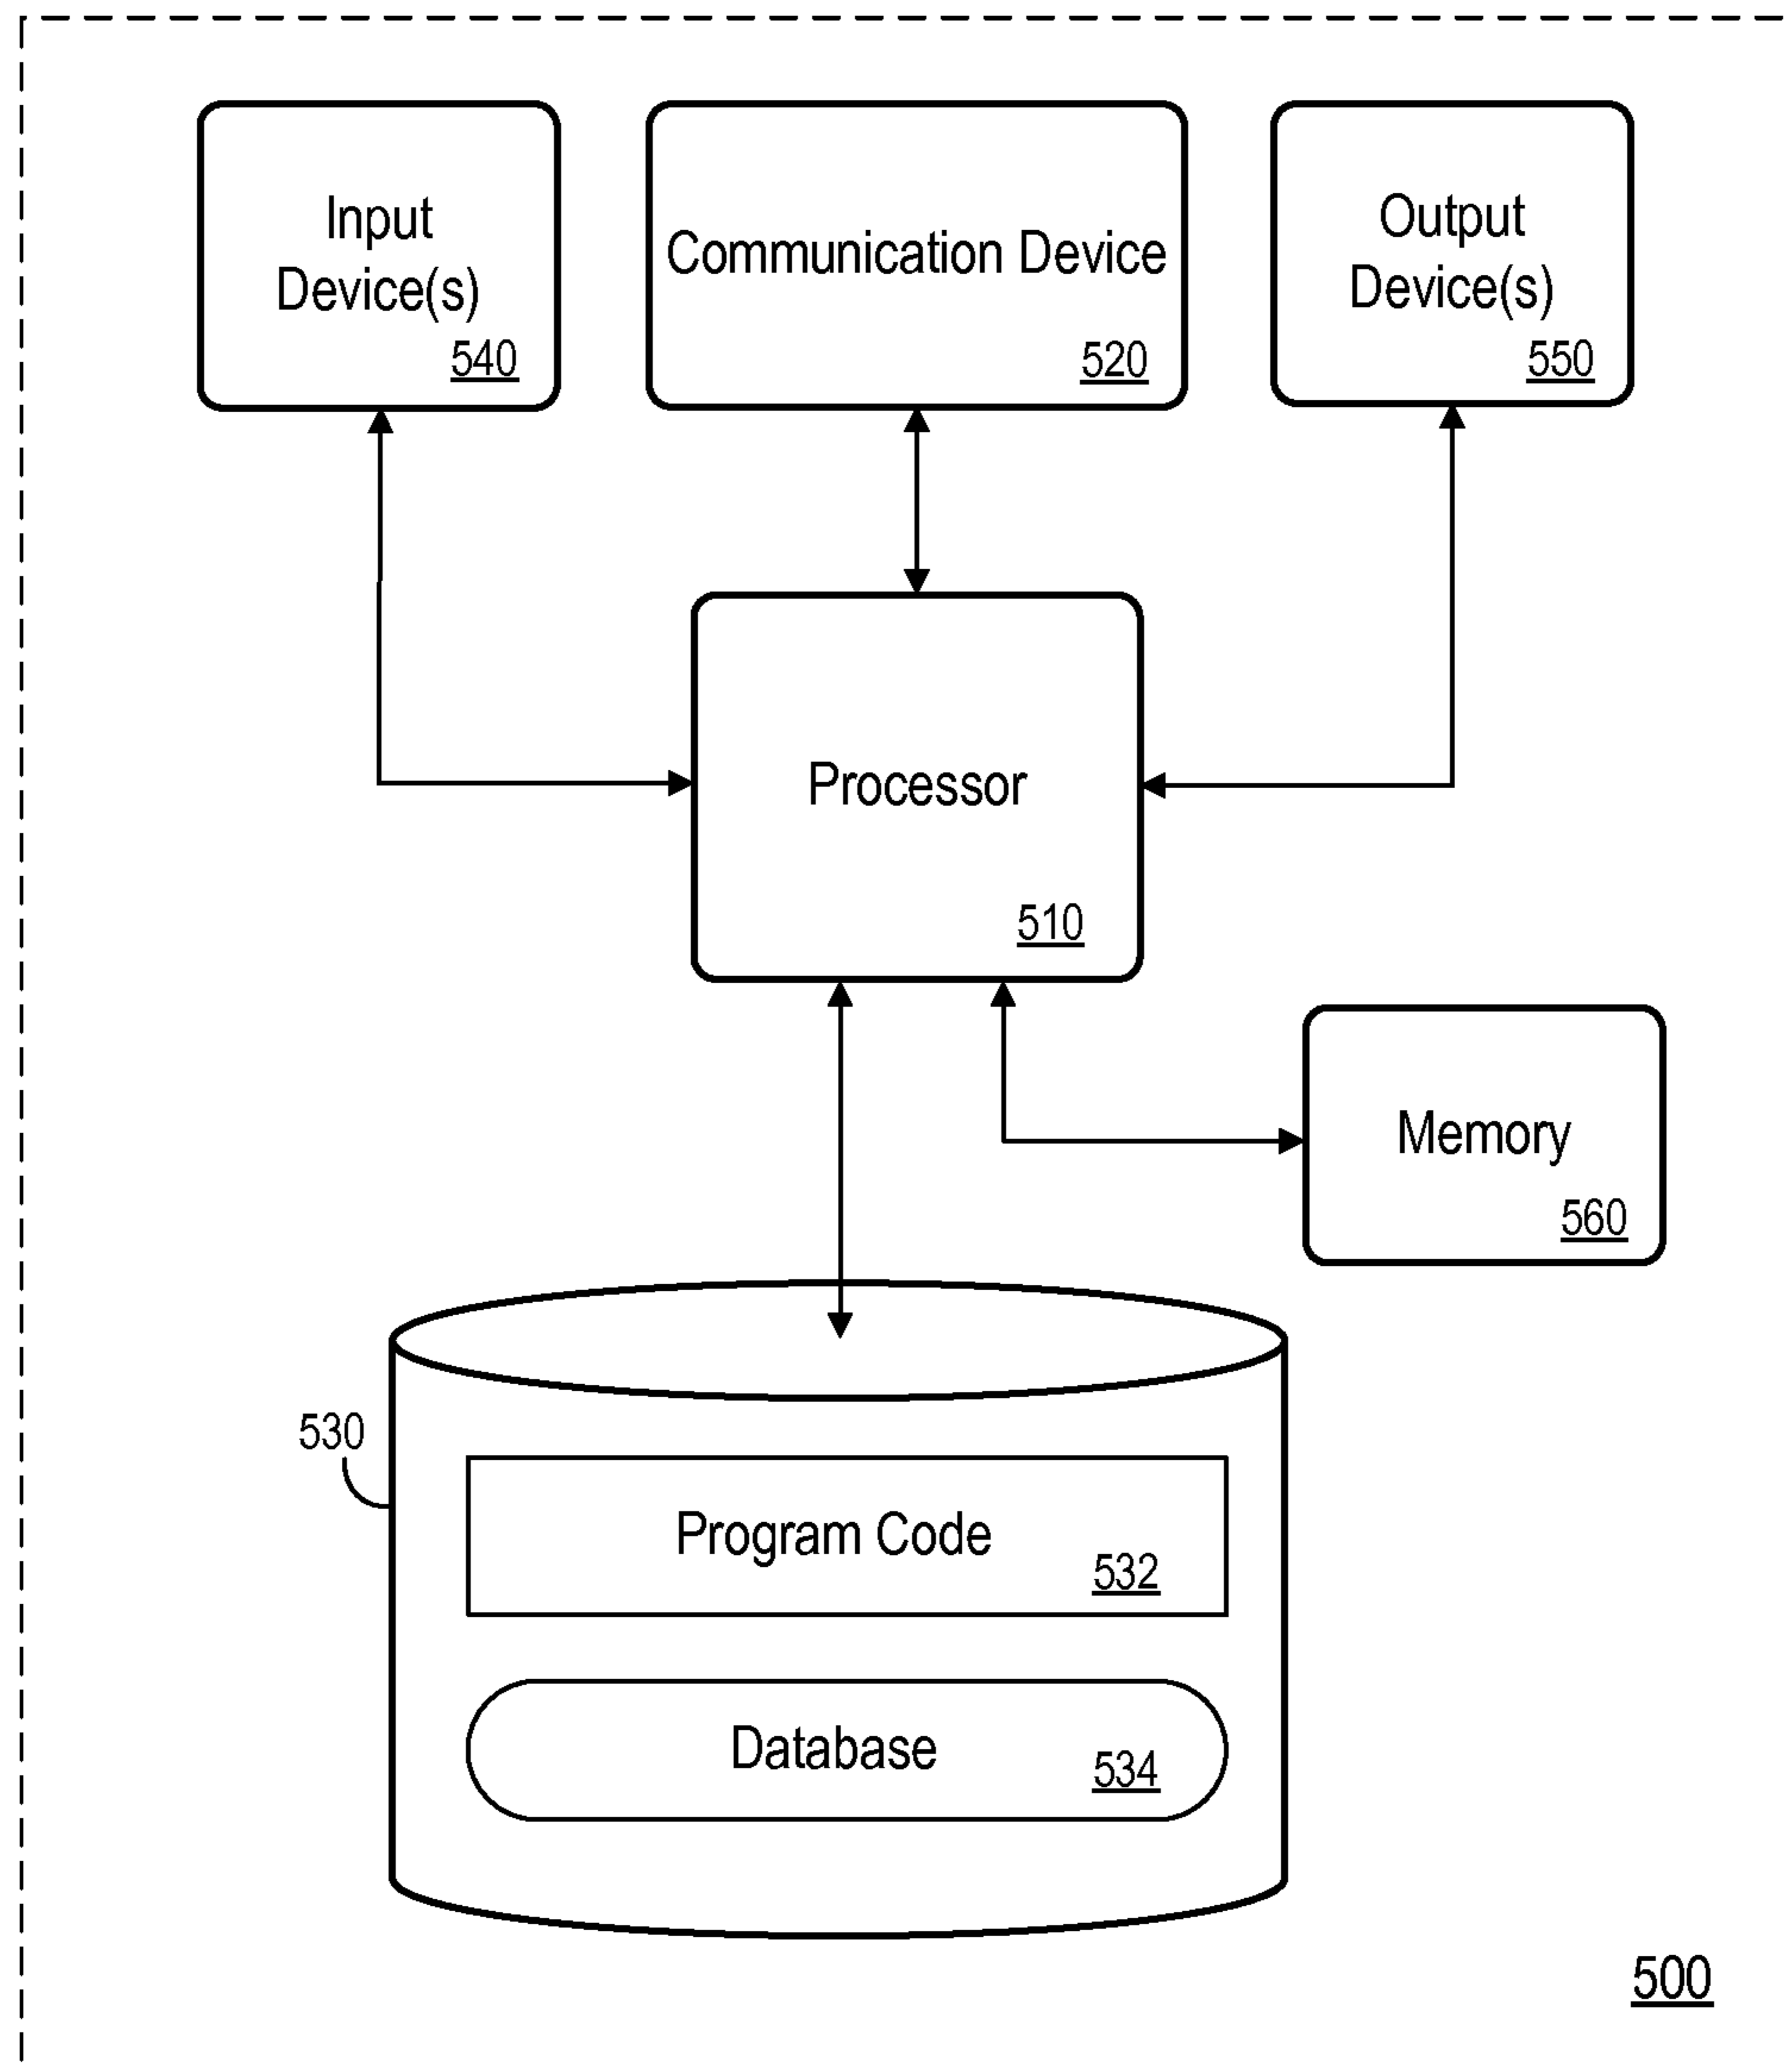 Input
Device(s)
540
Communication Device
520
Output
Device(s)
550
Processor
510
Memory
560
530
Program Code
532
Database
534
500